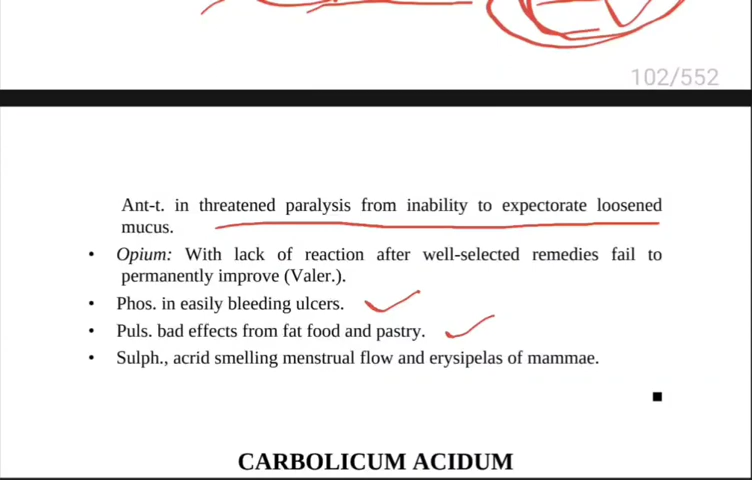 102/552
Ant-t. in threatened paralysis from inability to expectorate loosened
mucus.
• Opium: With lack of reaction after well-selected remedies fail to
permanently improve (Valer.).
• Phos. in easily bleeding ulcers.
• Puls. bad effects from fat food and pastry.
• Sulph., acrid smelling menstrual flow and erysipelas of mammae.
CARBOLICUM ACIDUM